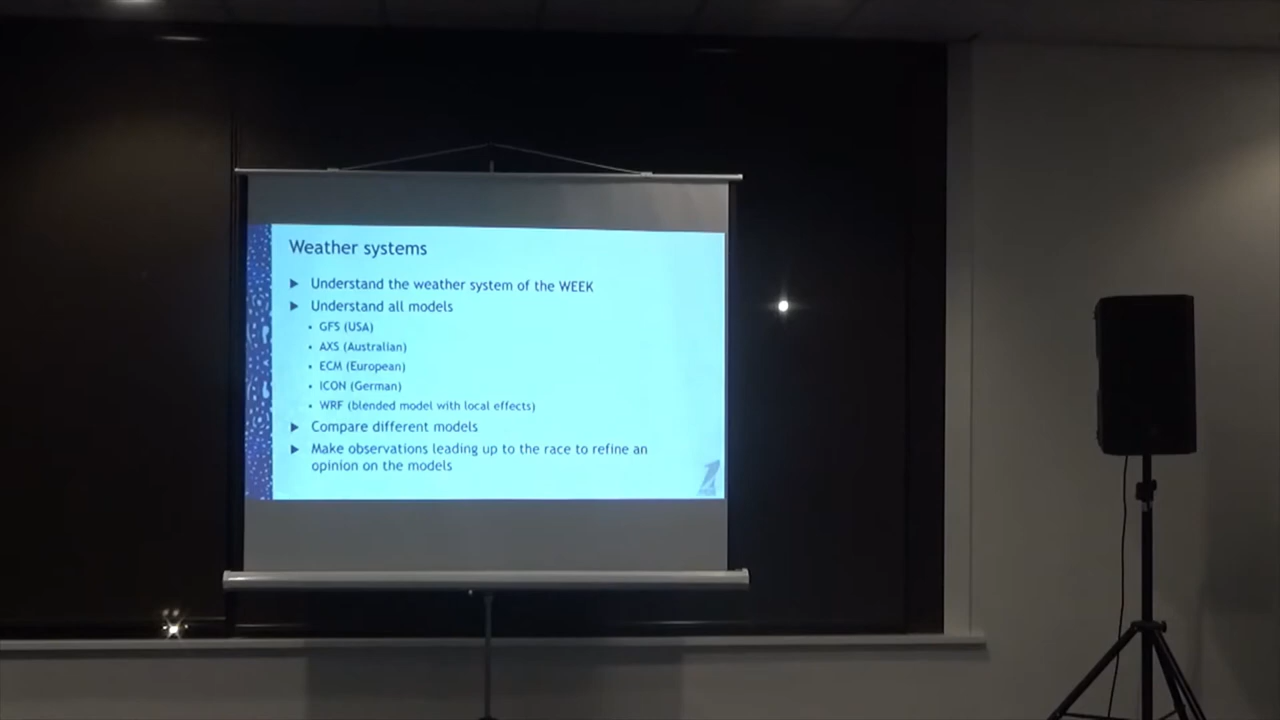 Weather systems
Understand the weather system of the WEEK
Understand all models
GFS (USA)
AXS (Australian)
ECM (European)
ICON (German)
WRF (blended model with local effects)
Compare different models
Make observations leading up to the race to refine an
opinion on the models